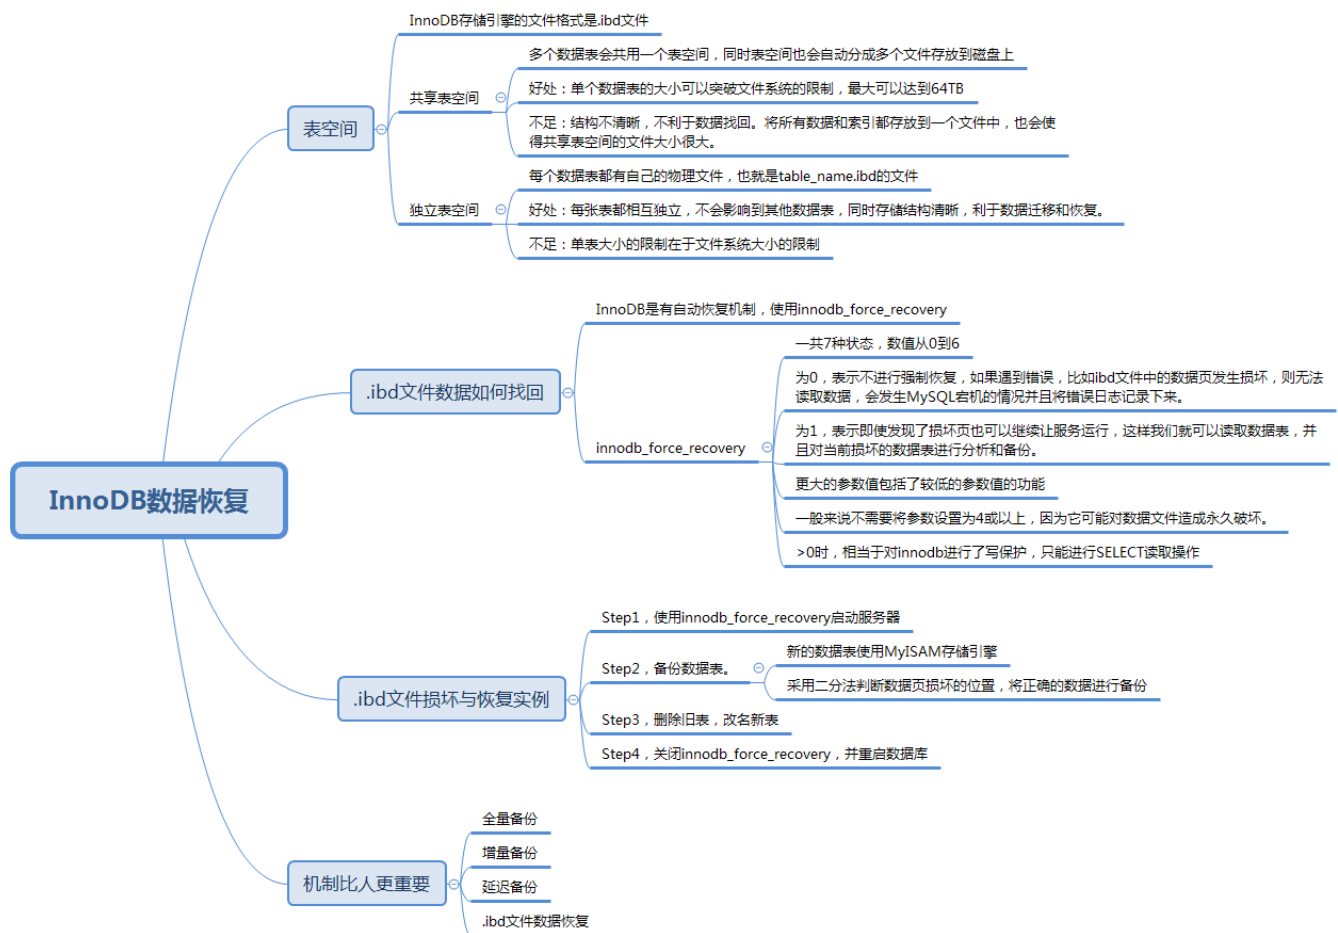 InnoDB数据恢复
表空间
InnoDB存储引擎的文件格式是.ibd文件
共享表空间
多个数据表会共用一个表空间，同时表空间也会自动分成多个文件存放到磁盘上
好处：单个数据表的大小可以突破文件系统的限制，最大可以达到64TB
不足：结构不清晰，不利于数据找回。将所有数据和索引都存放到一个文件中，也会使
得共享表空间的文件大小很大。
独立表空间
每个数据表都有自己的物理文件，也就是table_name.ibd的文件
好处：每张表都相互独立，不会影响到其他数据表，同时存储结构清晰，利于数据迁移和恢复。
不足：单表大小的限制在于文件系统大小的限制
.ibd文件数据如何找回
InnoDB是有自动恢复机制，使用innodb_force_recovery
innodb_force_recovery
一共7种状态，数值从0到6
为0，表示不进行强制恢复，如果遇到错误，比如ibd文件中的数据页发生损坏，则无法
读取数据，会发生MySQL宕机的情况并且将错误日志记录下来。
为1，表示即使发现了损坏页也可以继续让服务运行，这样我们就可以读取数据表，并
且对当前损坏的数据表进行分析和备份。
更大的参数值包括了较低的参数值的功能
一般来说不需要将参数设置为4或以上，因为它可能对数据文件造成永久破坏。
>0时，相当于对innodb进行了写保护，只能进行SELECT读取操作
.ibd文件损坏与恢复实例
Step1，使用innodb_force_recovery启动服务器
Step2，备份数据表。
新的数据表使用MyISAM存储引擎
采用二分法判断数据页损坏的位置，将正确的数据进行备份
Step3，删除旧表，改名新表
Step4，关闭innodb_force_recovery，并重启数据库
机制比人更重要
全量备份
增量备份
延迟备份
.ibd文件数据恢复